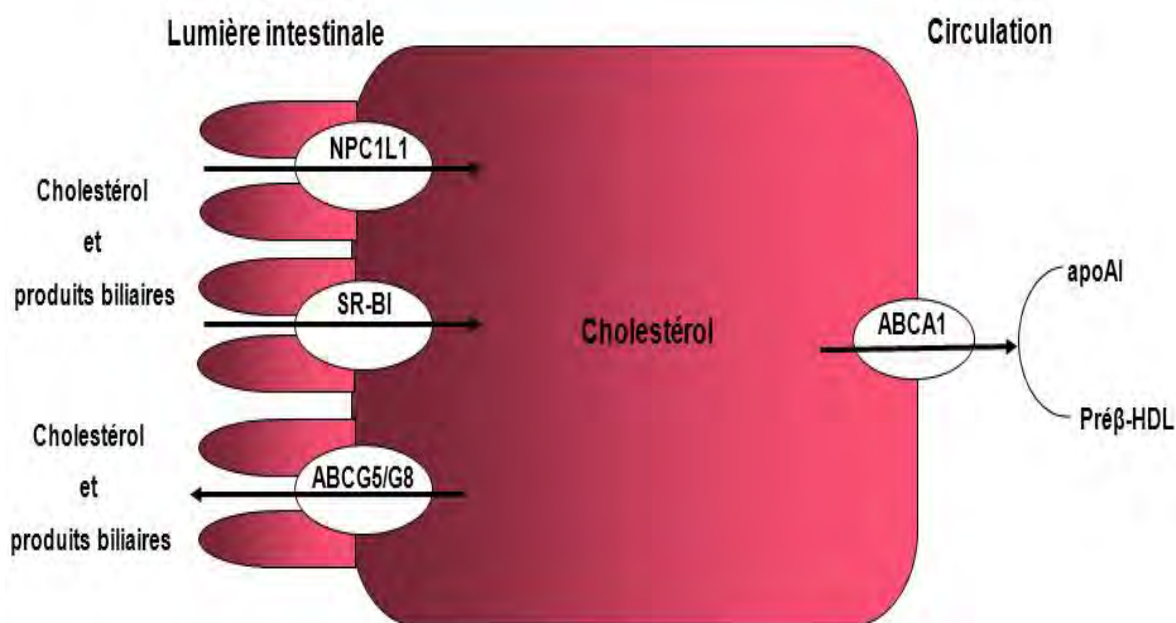 Lumière intestinale
Circulation
NPC1L1
Cholestérol
et
produits biliaires
SR-BI
Cholestérol
ABCA1
apoAI
Préβ-HDL
Cholestérol
et
produits biliaires
ABCG5/G8